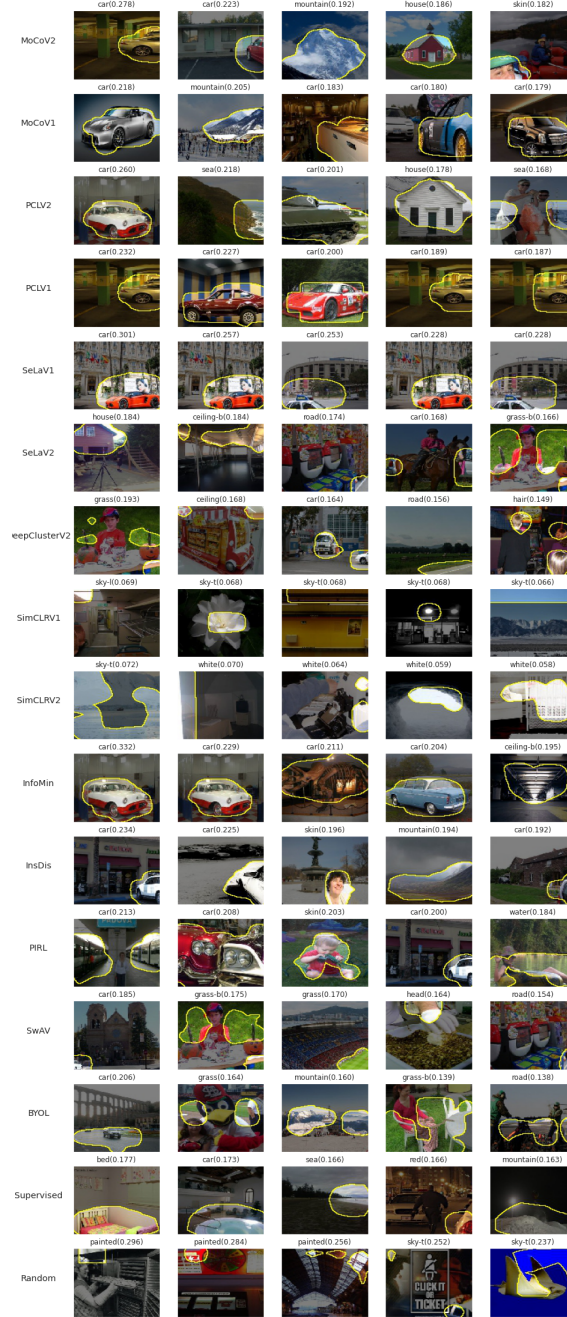 car(0.278) car(0.223) mountain(0.192) house(0.186) skin(0.182)
MoCoV2
car(0.218) mountain(0.205) car(0.183) car(0.180) car(0.179)
MoCoV1
car(0.260) sea(0.218) car(0.201) house(0.178) sea(0.168)
PCLV2
car(0.232) car(0.227) car(0.200) car(0.189) car(0.187)
PCLV1
car(0.301) car(0.257) car(0.253) car(0.228) car(0.228)
SeLaV1
house(0.184) ceiling-b(0.184) road(0.174) car(0.168) grass-b(0.166)
SeLaV2
grass(0.193) ceiling(0.168) car(0.164) road(0.156) hair(0.149)
eepClusterV2
sky-l(0.069) sky-t(0.068) sky-t(0.068) sky-t(0.068) sky-t(0.066)
SimCLRV1
sky-t(0.072) white(0.070) white(0.064) white(0.059) white(0.058)
SimCLRV2
car(0.332) car(0.229) car(0.211) car(0.204) ceiling-b(0.195)
InfoMin
car(0.234) car(0.225) skin(0.196) mountain(0.194) car(0.192)
InsDis
car(0.213) car(0.208) skin(0.203) car(0.200) water(0.184)
PIRL
car(0.185) grass-b(0.175) grass(0.170) head(0.164) road(0.154)
SwAV
car(0.206) grass(0.164) mountain(0.160) grass-b(0.139) road(0.138)
BYOL
bed(0.177) car(0.173) sea(0.166) red(0.166) mountain(0.163)
Supervised
painted(0.296) painted(0.284) painted(0.256) sky-t(0.252) sky-t(0.237)
Random
CLICK IT
OR
TICKET